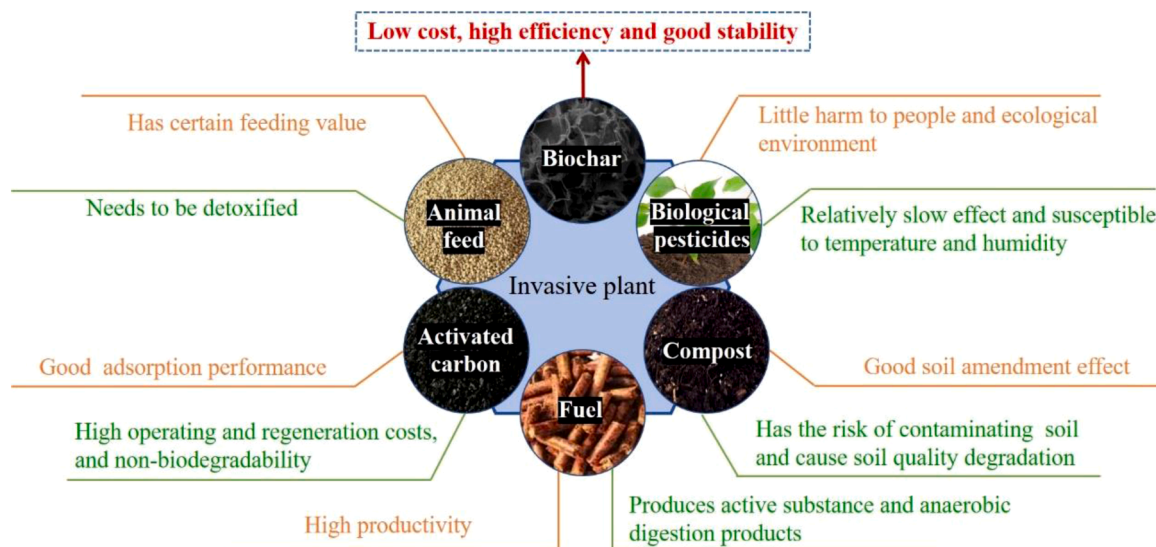 Low cost, high efficiency and good stability
Has certain feeding value
Little harm to people and ecological
environment
Biochar
Needs to be detoxified
Animal
feed
Biological
pesticides
Relatively slow effect and susceptible
to temperature and humidity
Invasive plant
Good adsorption performance
Activated
carbon
Compost
Good soil amendment effect
Fuel
High operating and regeneration costs,
and non-biodegradability
Has the risk of contaminating soil
and cause soil quality degradation
High productivity
Produces active substance and anaerobic
digestion products